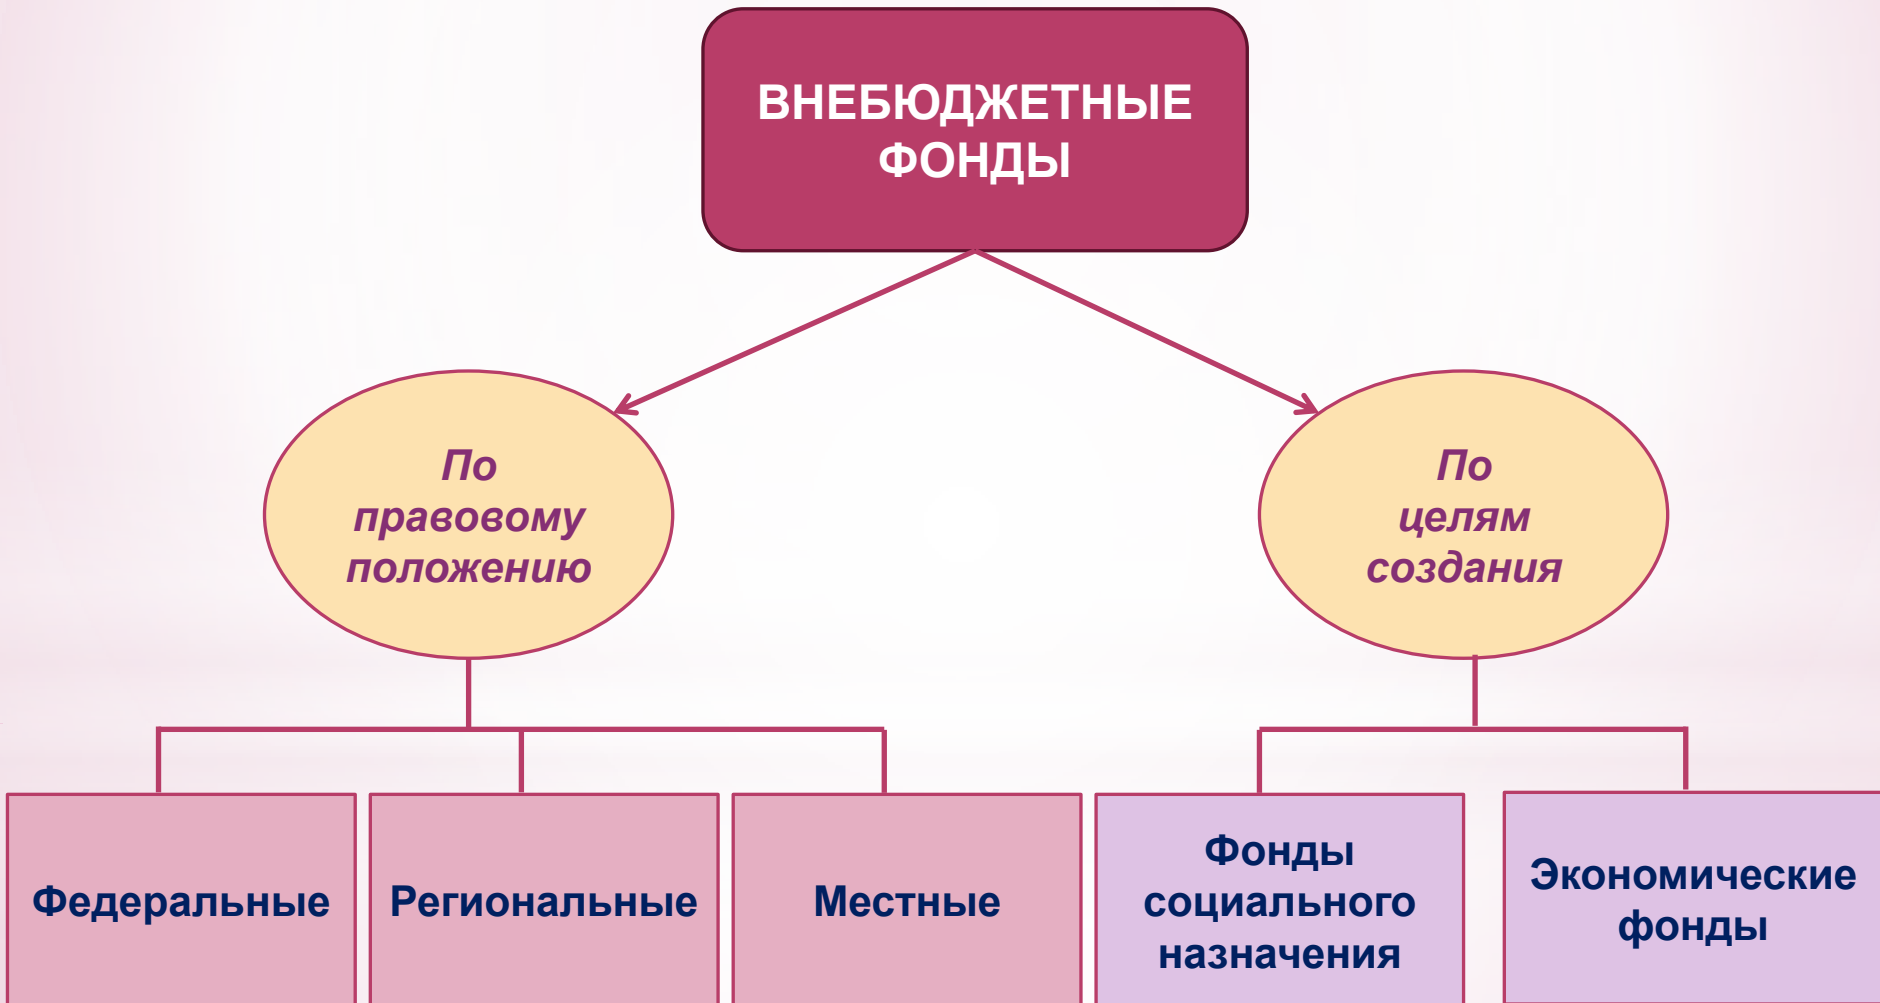 ВНЕБЮДЖЕТНЫЕ
ФОНДЫ
По
правовому
положению
По
целям
создания
Федеральные
Региональные
Местные
Фонды
социального
назначения
Экономические
фонды